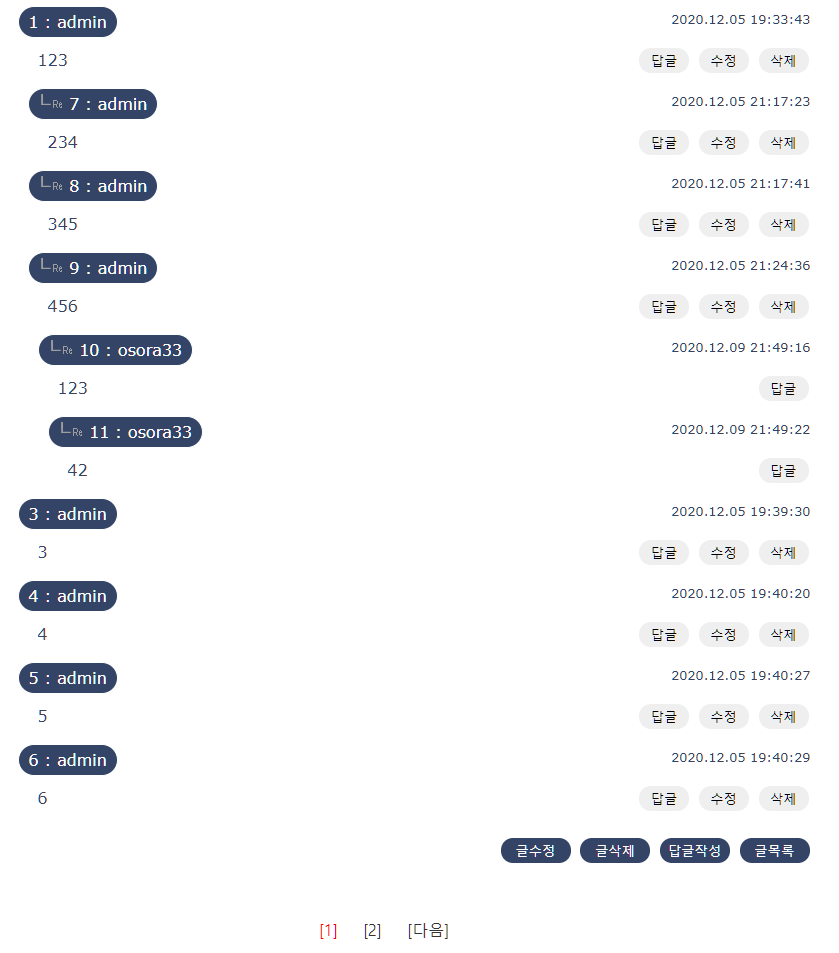 1 : admin 2020.12.05 19:33:43
123 답글 수정 삭제
Re 7 : admin 2020.12.05 21:17:23
234 답글 수정 삭제
Re 8 : admin 2020.12.05 21:17:41
345 답글 수정 삭제
Re 9 : admin 2020.12.05 21:24:36
456 답글 수정 삭제
Re 10 : osora33 2020.12.09 21:49:16
123 답글
Re 11 : osora33 2020.12.09 21:49:22
42 답글
3 : admin 2020.12.05 19:39:30
3 답글 수정 삭제
4 : admin 2020.12.05 19:40:20
4 답글 수정 삭제
5 : admin 2020.12.05 19:40:27
5 답글 수정 삭제
6 : admin 2020.12.05 19:40:29
6 답글 수정 삭제
글수정 글삭제 답글작성 글목록
[1] [2] [다음]